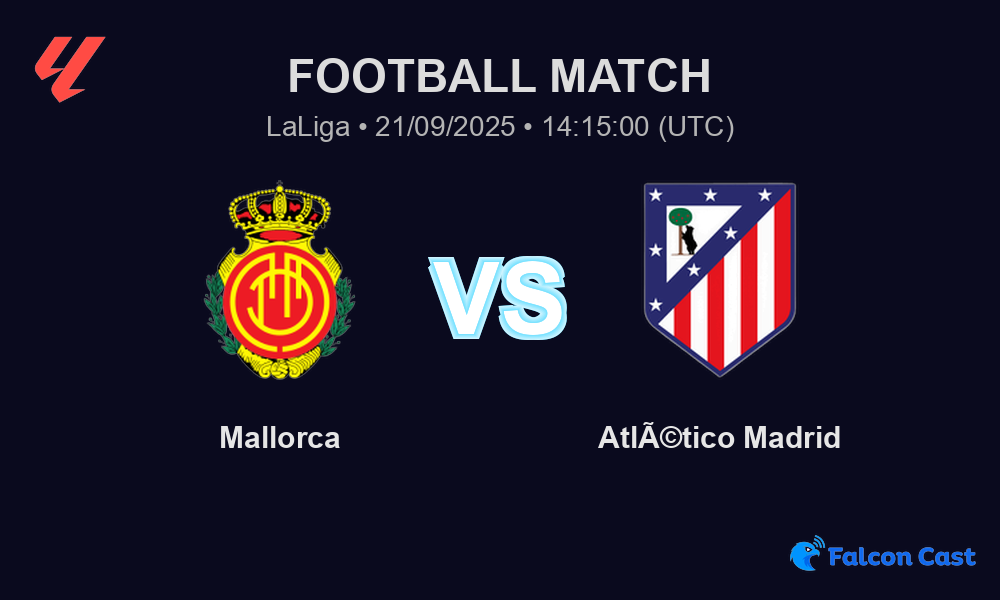 FOOTBALL MATCH
LaLiga • 21/09/2025 • 14:15:00 (UTC)
VS
Mallorca
AtlÃ©tico Madrid
Falcon Cast